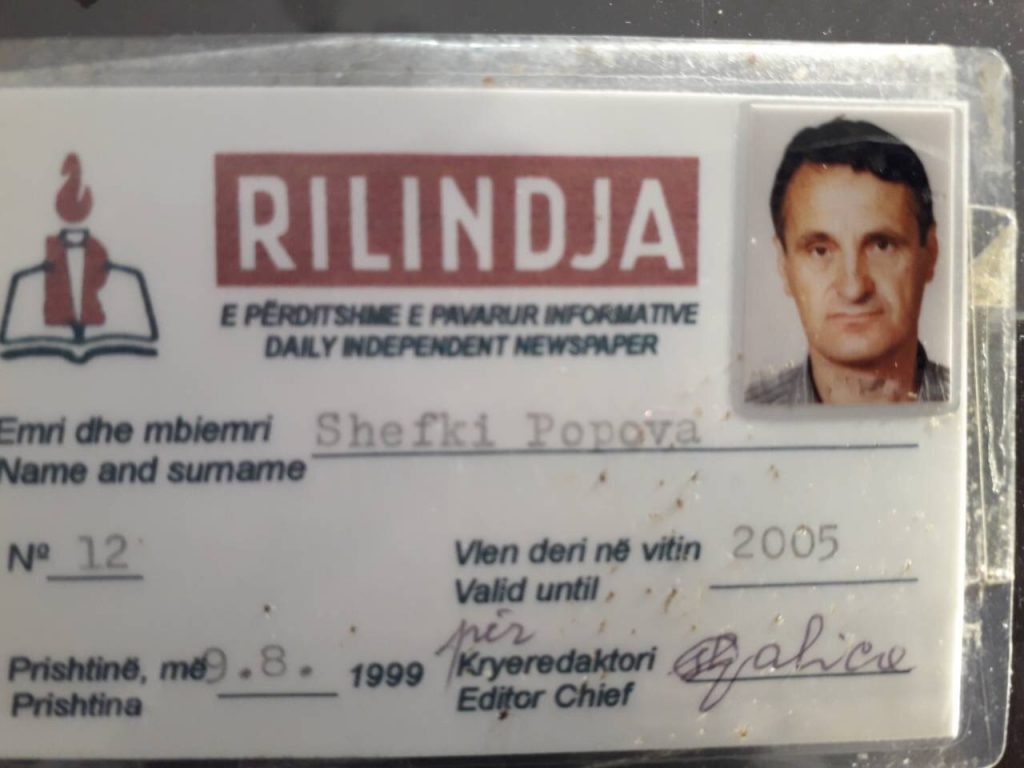 RILINDJA
E PËRDITSHME E PAVARUR INFORMATIVE
DAILY INDEPENDENT NEWSPAPER
Emri dhe mbiemri Shefki Popova
Name and surname
Nº 12
Vlen deri në vitin 2005
Valid until
Prishtinë, më 9.8. 1999
Prishtina
për
Kryeredaktori
Editor Chief